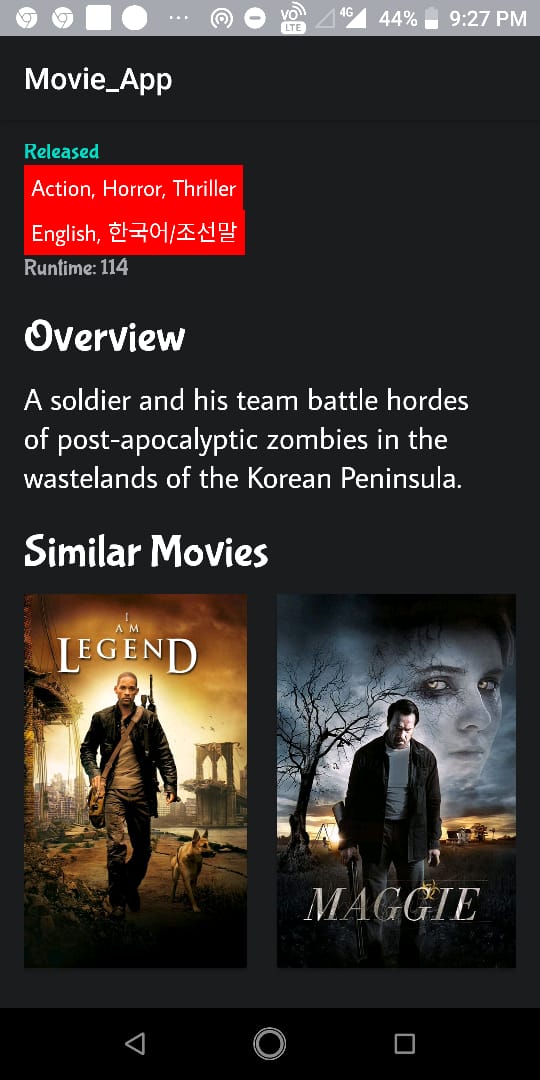 VO
LTE
4G
44%
9:27 PM
Movie_App
Released
Action, Horror, Thriller
English, 한국어/조선말
Runtime: 114
Overview
A soldier and his team battle hordes
of post-apocalyptic zombies in the
wastelands of the Korean Peninsula.
Similar Movies
I
AM
LEGEND
MAGGIE